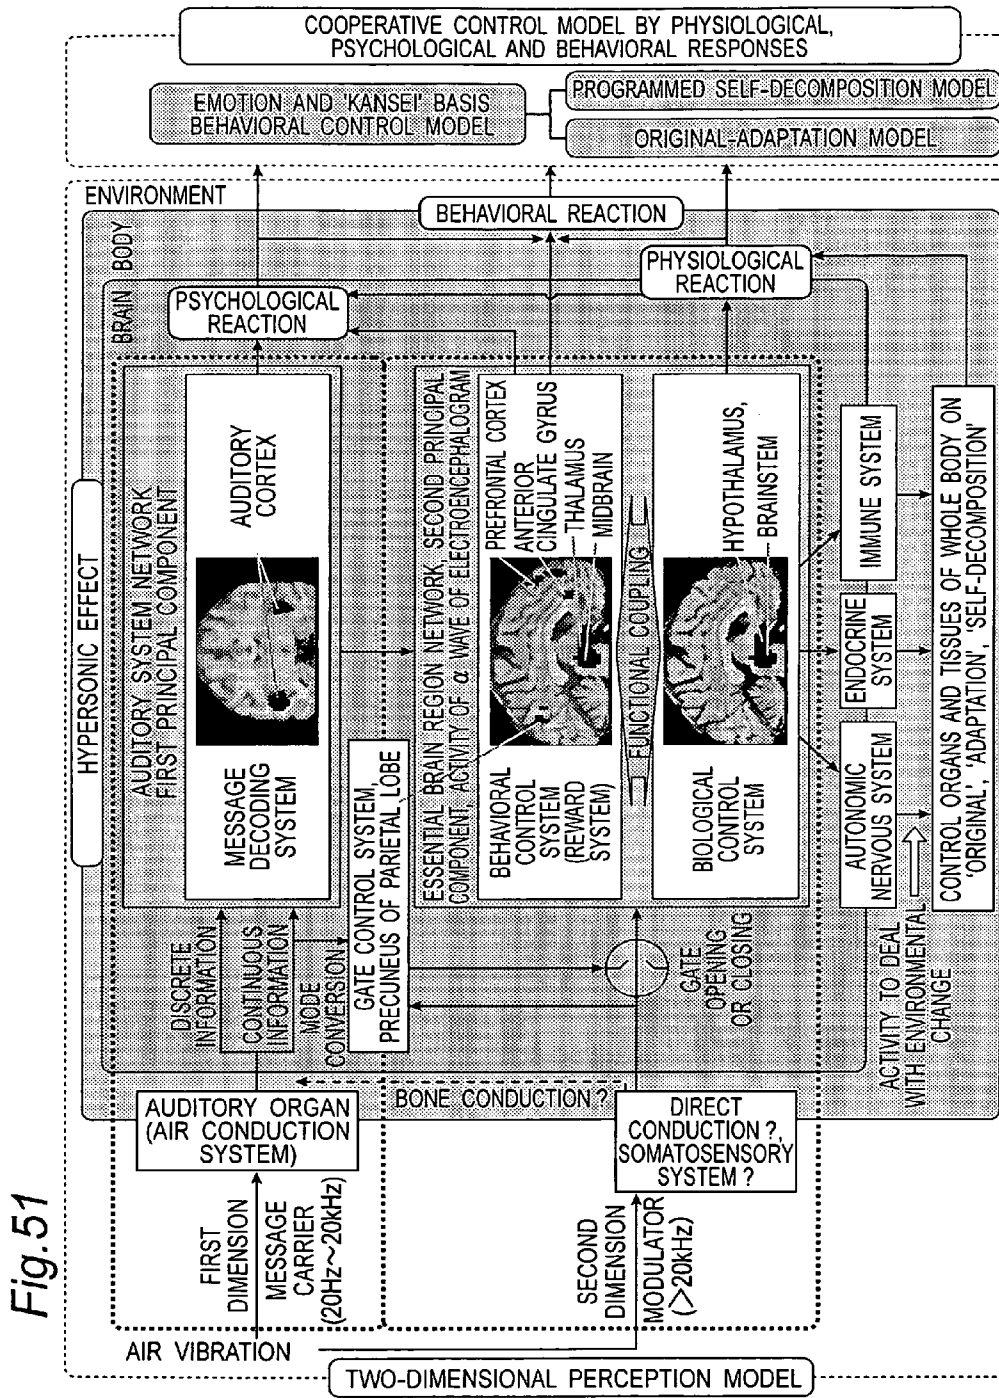 Fig.51
COOPERATIVE CONTROL MODEL BY PHYSIOLOGICAL,
PSYCHOLOGICAL AND BEHAVIORAL RESPONSES
EMOTION AND 'KANSEI' BASIS
BEHAVIORAL CONTROL MODEL
PROGRAMMED SELF-DECOMPOSITION MODEL
ORIGINAL-ADAPTATION MODEL
ENVIRONMENT
BODY
BRAIN
BEHAVIORAL REACTION
PSYCHOLOGICAL
REACTION
PHYSIOLOGICAL
REACTION
HYPERSONIC EFFECT
AUDITORY SYSTEM NETWORK
FIRST PRINCIPAL COMPONENT
AUDITORY
CORTEX
MESSAGE
DECODING
SYSTEM
ESSENTIAL BRAIN REGION NETWORK, SECOND PRINCIPAL
COMPONENT, ACTIVITY OF α WAVE OF ELECTROENCEPHALOGRAM
PREFRONTAL CORTEX
ANTERIOR
CINGULATE GYRUS
THALAMUS
MIDBRAIN
BEHAVIORAL
CONTROL
SYSTEM
(REWARD
SYSTEM)
FUNCTIONAL COUPLING
HYPOTHALAMUS,
BRAINSTEM
BIOLOGICAL
CONTROL
SYSTEM
IMMUNE SYSTEM
ENDOCRINE
SYSTEM
AUTONOMIC
NERVOUS SYSTEM
CONTROL ORGANS AND TISSUES OF WHOLE BODY ON
'ORIGINAL', 'ADAPTATION', 'SELF-DECOMPOSITION'
ACTIVITY TO DEAL
WITH ENVIRONMENTAL
CHANGE
DISCRETE
INFORMATION
CONTINUOUS
INFORMATION
MODE
CONVERSION
GATE CONTROL SYSTEM,
PRECUNEUS OF PARIETAL LOBE
GATE
OPENING
OR CLOSING
AUDITORY ORGAN
(AIR CONDUCTION
SYSTEM)
BONE CONDUCTION?
DIRECT
CONDUCTION?,
SOMATOSENSORY
SYSTEM?
FIRST
DIMENSION
MESSAGE
CARRIER
(20Hz~20kHz)
SECOND
DIMENSION
MODULATOR
(>20kHz)
AIR VIBRATION
TWO-DIMENSIONAL PERCEPTION MODEL